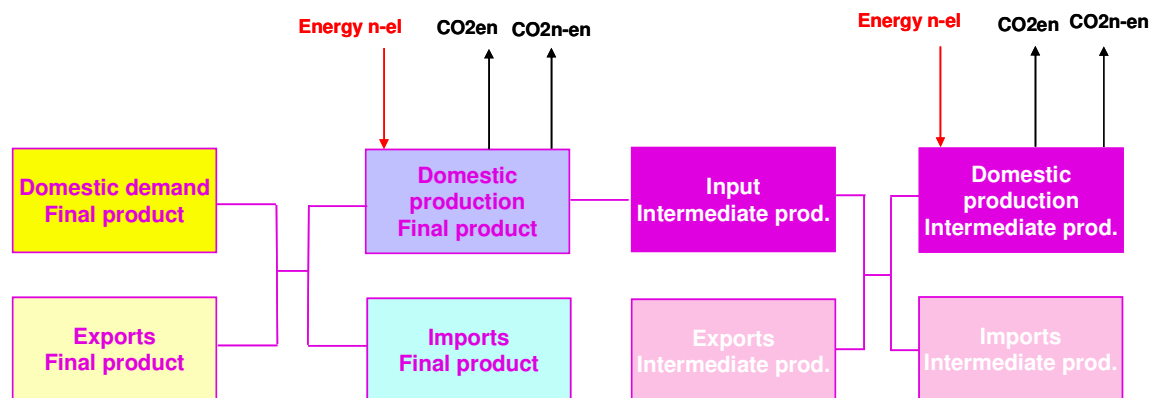 Energy n-el
CO2en
CO2n-en
Energy n-el
CO2en
CO2n-en
Domestic demand
Final product
Domestic
production
Final product
Input
Intermediate prod.
Domestic
production
Intermediate prod.
Exports
Final product
Imports
Final product
Exports
Intermediate prod.
Imports
Intermediate prod.